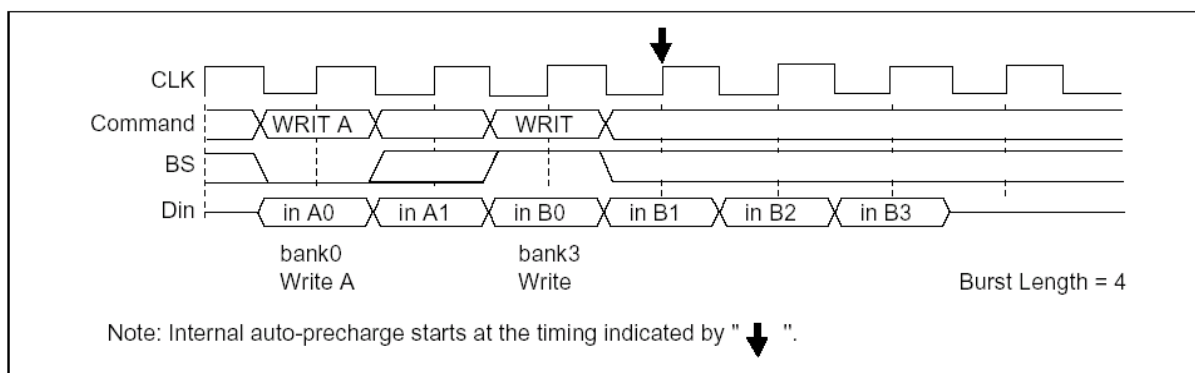 CLK
Command WRIT A WRIT
BS
Din in A0 in A1 in B0 in B1 in B2 in B3
bank0 bank3
Write A Write Burst Length = 4
Note: Internal auto-precharge starts at the timing indicated by " ".